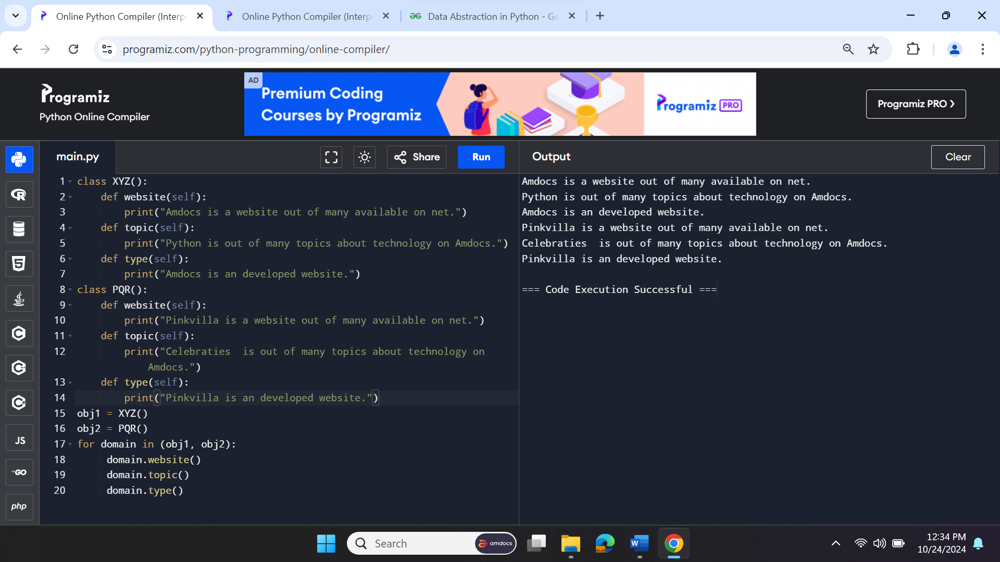 Online Python Compiler (Interp
Online Python Compiler (Interp
Data Abstraction in Python - Ge
programiz.com/python-programming/online-compiler/
Programiz
Python Online Compiler
AD
Premium Coding
Courses by Programiz
Programiz PRO
Programiz PRO ❯
main.py
Share
Run
Output
Clear
1 class XYZ():
2     def website(self):
3         print("Amdocs is a website out of many available on net.")
4     def topic(self):
5         print("Python is out of many topics about technology on Amdocs.")
6     def type(self):
7         print("Amdocs is an developed website.")
8 class PQR():
9     def website(self):
10         print("Pinkvilla is a website out of many available on net.")
11     def topic(self):
12         print("Celebraties  is out of many topics about technology on
Amdocs.")
13     def type(self):
14         print("Pinkvilla is an developed website.")
15 obj1 = XYZ()
16 obj2 = PQR()
17 for domain in (obj1, obj2):
18      domain.website()
19      domain.topic()
20      domain.type()
Amdocs is a website out of many available on net.
Python is out of many topics about technology on Amdocs.
Amdocs is an developed website.
Pinkvilla is a website out of many available on net.
Celebraties  is out of many topics about technology on Amdocs.
Pinkvilla is an developed website.
=== Code Execution Successful ===
R
5
C
C++
C#
JS
GO
php
Search
amdocs
W
12:34 PM
10/24/2024